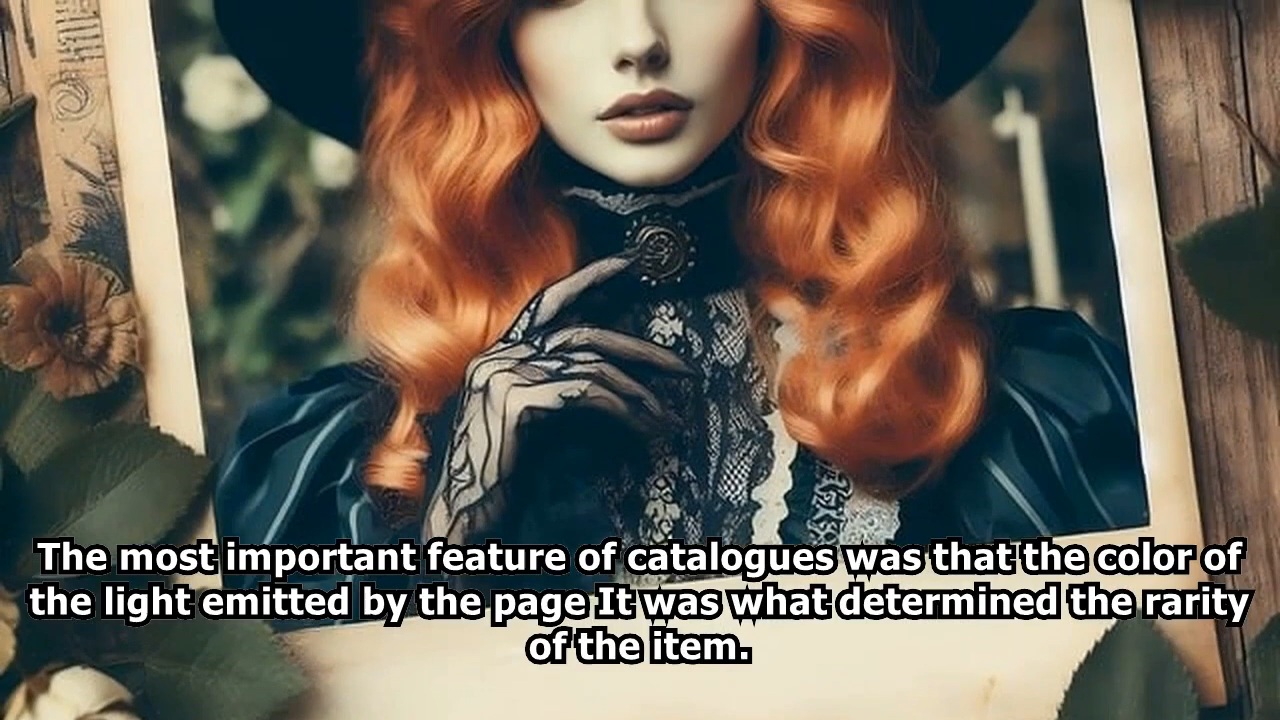 The most important feature of catalogues was that the color of
the light emitted by the page It was what determined the rarity
of the item.